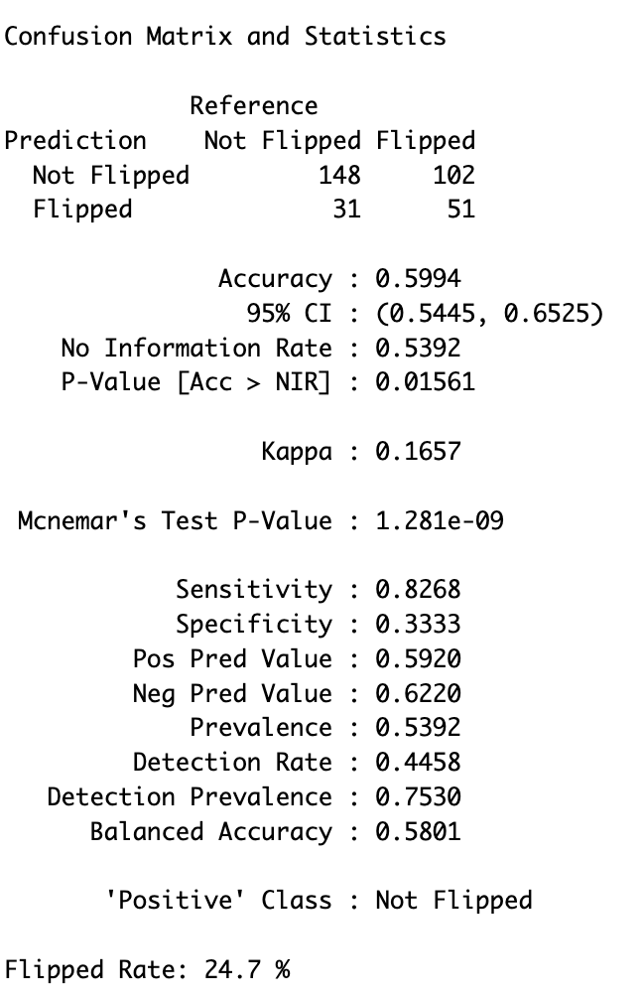 Confusion Matrix and Statistics
Reference
Prediction Not Flipped Flipped
Not Flipped 148 102
Flipped 31 51
Accuracy : 0.5994
95% CI : (0.5445, 0.6525)
No Information Rate : 0.5392
P-Value [Acc > NIR] : 0.01561
Kappa : 0.1657
Mcnemar's Test P-Value : 1.281e-09
Sensitivity : 0.8268
Specificity : 0.3333
Pos Pred Value : 0.5920
Neg Pred Value : 0.6220
Prevalence : 0.5392
Detection Rate : 0.4458
Detection Prevalence : 0.7530
Balanced Accuracy : 0.5801
'Positive' Class : Not Flipped
Flipped Rate: 24.7 %